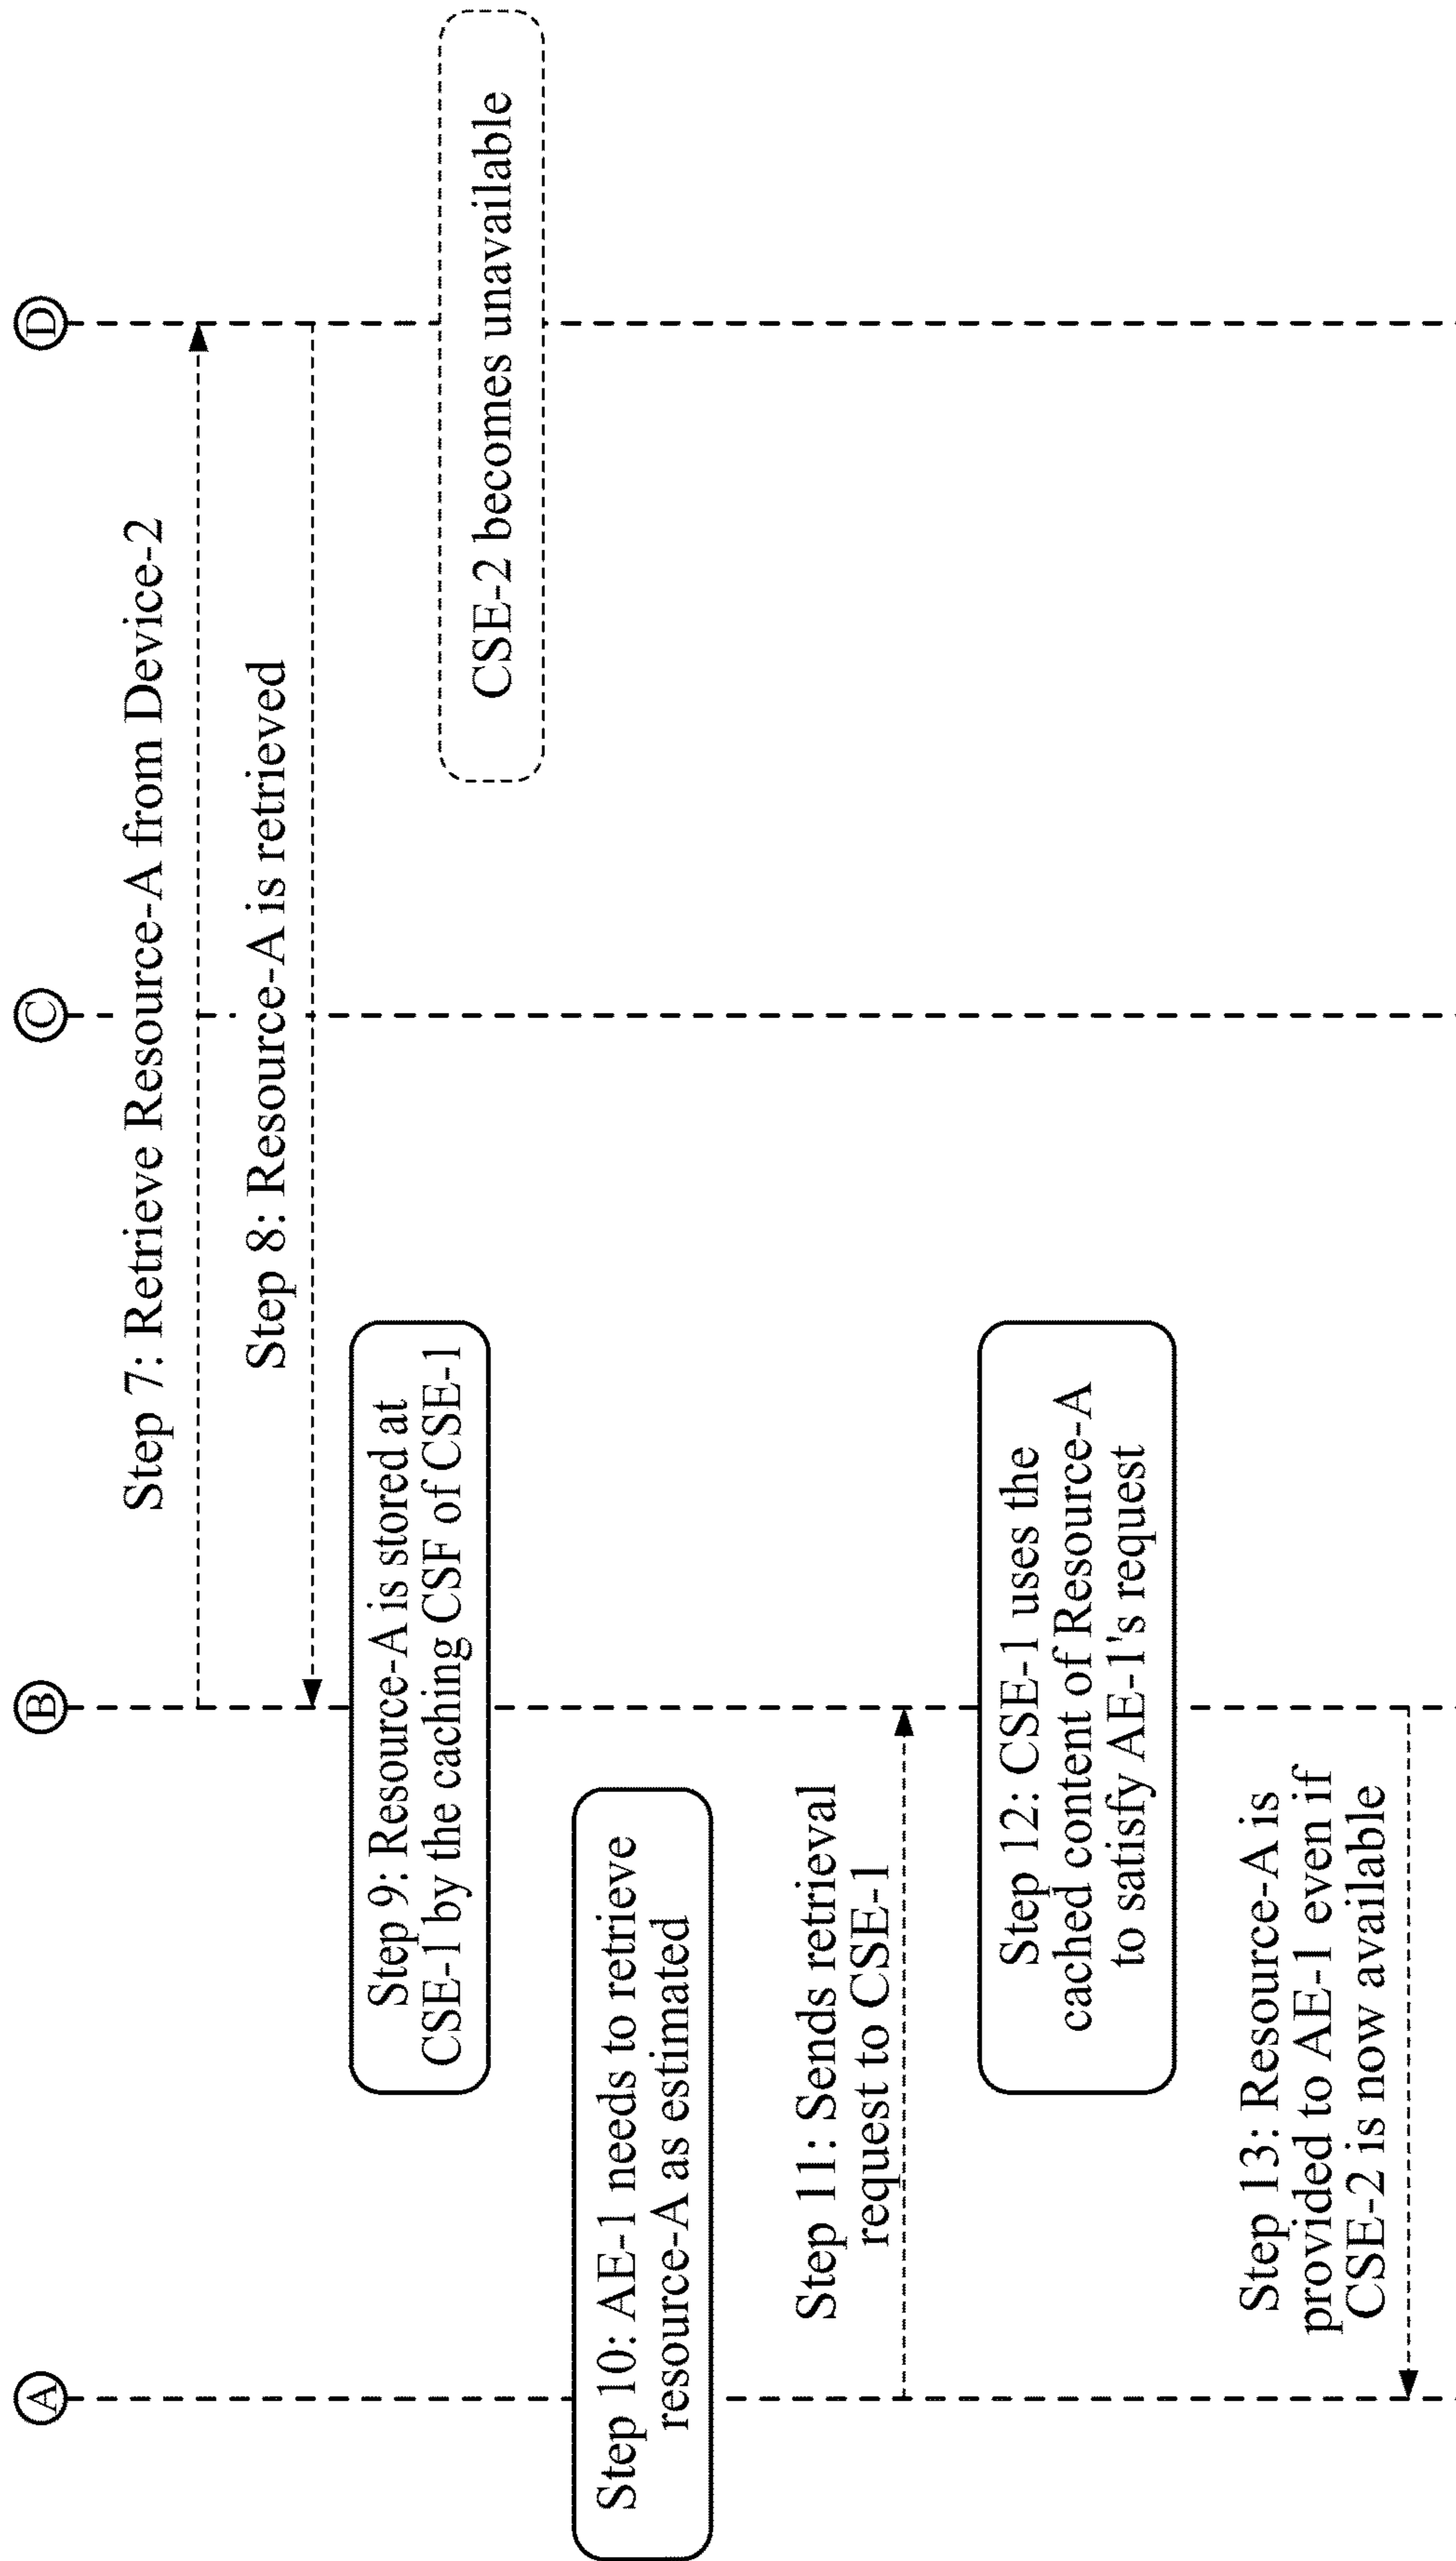 A
B
C
D
Step 7: Retrieve Resource-A from Device-2
Step 8: Resource-A is retrieved
Step 9: Resource-A is stored at
CSE-1 by the caching CSF of CSE-1
CSE-2 becomes unavailable
Step 10: AE-1 needs to retrieve
resource-A as estimated
Step 11: Sends retrieval
request to CSE-1
Step 12: CSE-1 uses the
cached content of Resource-A
to satisfy AE-1's request
Step 13: Resource-A is
provided to AE-1 even if
CSE-2 is now available